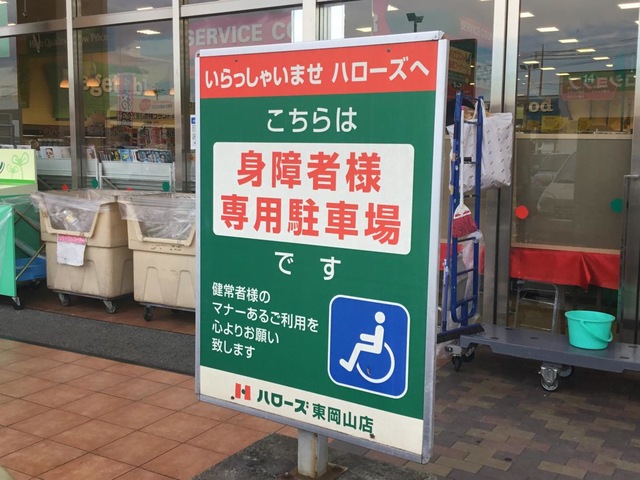 SERVICE CO
いらっしゃいませ ハローズへ
こちらは
身障者様
専用駐車場
です
健常者様の
マナーあるご利用を
心よりお願い
致します
ハローズ 東岡山店